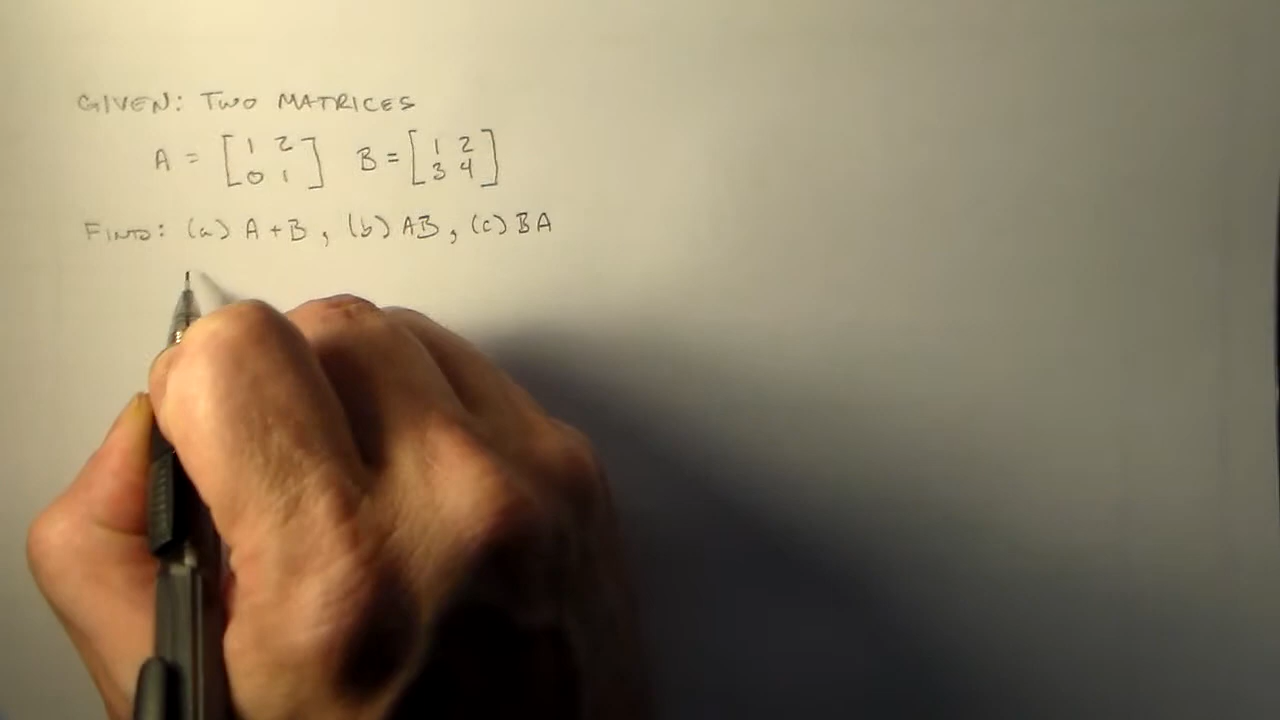 GIVEN: TWO MATRICES
A = [1 2 0 1] B = [1 2 3 4]
FIND: (a) A + B, (b) AB, (c) BA